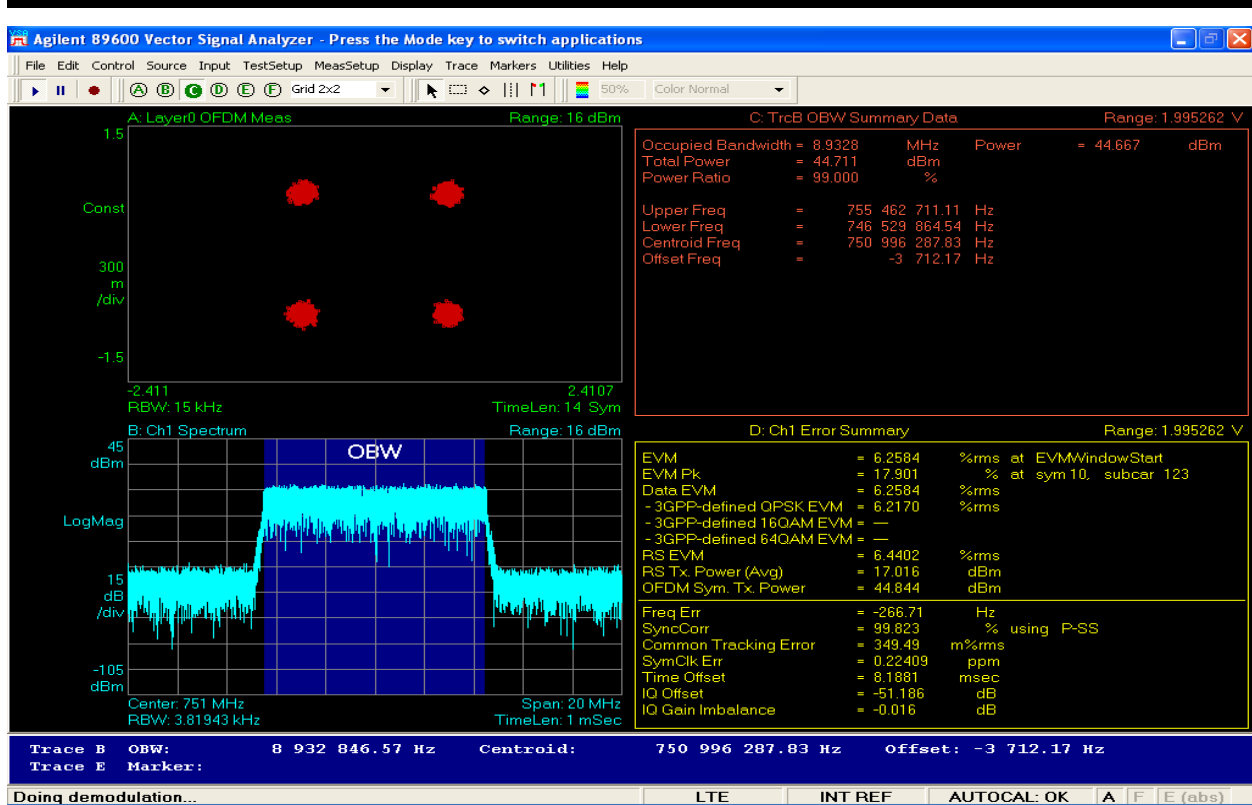 Agilent 89600 Vector Signal Analyzer - Press the Mode key to switch applications
File Edit Control Source Input TestSetup MeasSetup Display Trace Markers Utilities Help
A B C D E F Grid 2x2 50% Color Normal
A: Layer0 OFDM Meas Range: 16 dBm
1.5
Const
300
m
/div
-1.5
-2.411 2.4107
RBW: 15 kHz TimeLen: 14 Sym
C: TrcB OBW Summary Data Range: 1.995262 V
Occupied Bandwidth = 8.9328 MHz Power = 44.667 dBm
Total Power = 44.711 dBm
Power Ratio = 99.000 %
Upper Freq = 755 462 711.11 Hz
Lower Freq = 746 529 864.54 Hz
Centroid Freq = 750 996 287.83 Hz
Offset Freq = -3 712.17 Hz
B: Ch1 Spectrum Range: 16 dBm
45
dBm
OBW
LogMag
15
dB
/div
-105
dBm
Center: 751 MHz Span: 20 MHz
RBW: 3.81943 kHz TimeLen: 1 mSec
D: Ch1 Error Summary Range: 1.995262 V
EVM = 6.2584 %rms at EVMWindowStart
EVM Pk = 17.901 % at sym 10, subcar 123
Data EVM = 6.2584 %rms
- 3GPP-defined QPSK EVM = 6.2170 %rms
- 3GPP-defined 16QAM EVM = —
- 3GPP-defined 64QAM EVM = —
RS EVM = 6.4402 %rms
RS Tx. Power (Avg) = 17.016 dBm
OFDM Sym. Tx. Power = 44.844 dBm
Freq Err = -266.71 Hz
SyncCorr = 99.823 % using P-SS
Common Tracking Error = 349.49 m%rms
SymClk Err = 0.22409 ppm
Time Offset = 8.1881 msec
IQ Offset = -51.186 dB
IQ Gain Imbalance = -0.016 dB
Trace B OBW: 8 932 846.57 Hz Centroid: 750 996 287.83 Hz Offset: -3 712.17 Hz
Trace E Marker:
Doing demodulation... LTE INT REF AUTOCAL: OK A F E (abs)